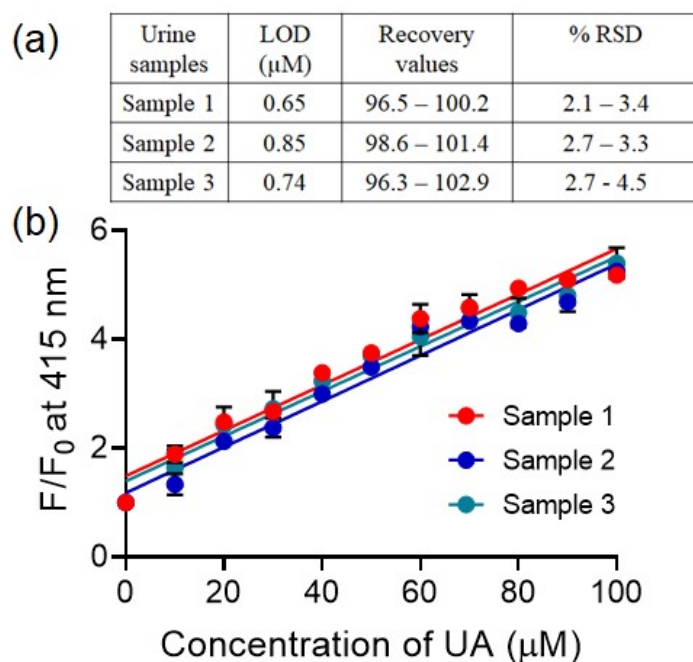 (a)
Urine samples LOD (μM) Recovery values % RSD
Sample 1 0.65 96.5 – 100.2 2.1 – 3.4
Sample 2 0.85 98.6 – 101.4 2.7 – 3.3
Sample 3 0.74 96.3 – 102.9 2.7 - 4.5
(b)
F/F₀ at 415 nm
6
4
2
0
Sample 1
Sample 2
Sample 3
0 20 40 60 80 100
Concentration of UA (μM)